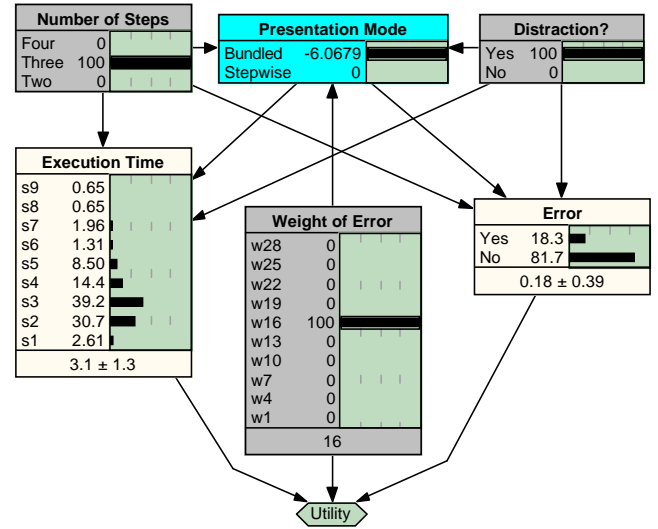 Number of Steps
Four 0
Three 100
Two 0
Presentation Mode
Bundled -6.0679
Stepwise 0
Distraction?
Yes 100
No 0
Execution Time
s9 0.65
s8 0.65
s7 1.96
s6 1.31
s5 8.50
s4 14.4
s3 39.2
s2 30.7
s1 2.61
3.1 ± 1.3
Weight of Error
w28 0
w25 0
w22 0
w19 0
w16 100
w13 0
w10 0
w7 0
w4 0
w1 0
16
Error
Yes 18.3
No 81.7
0.18 ± 0.39
Utility